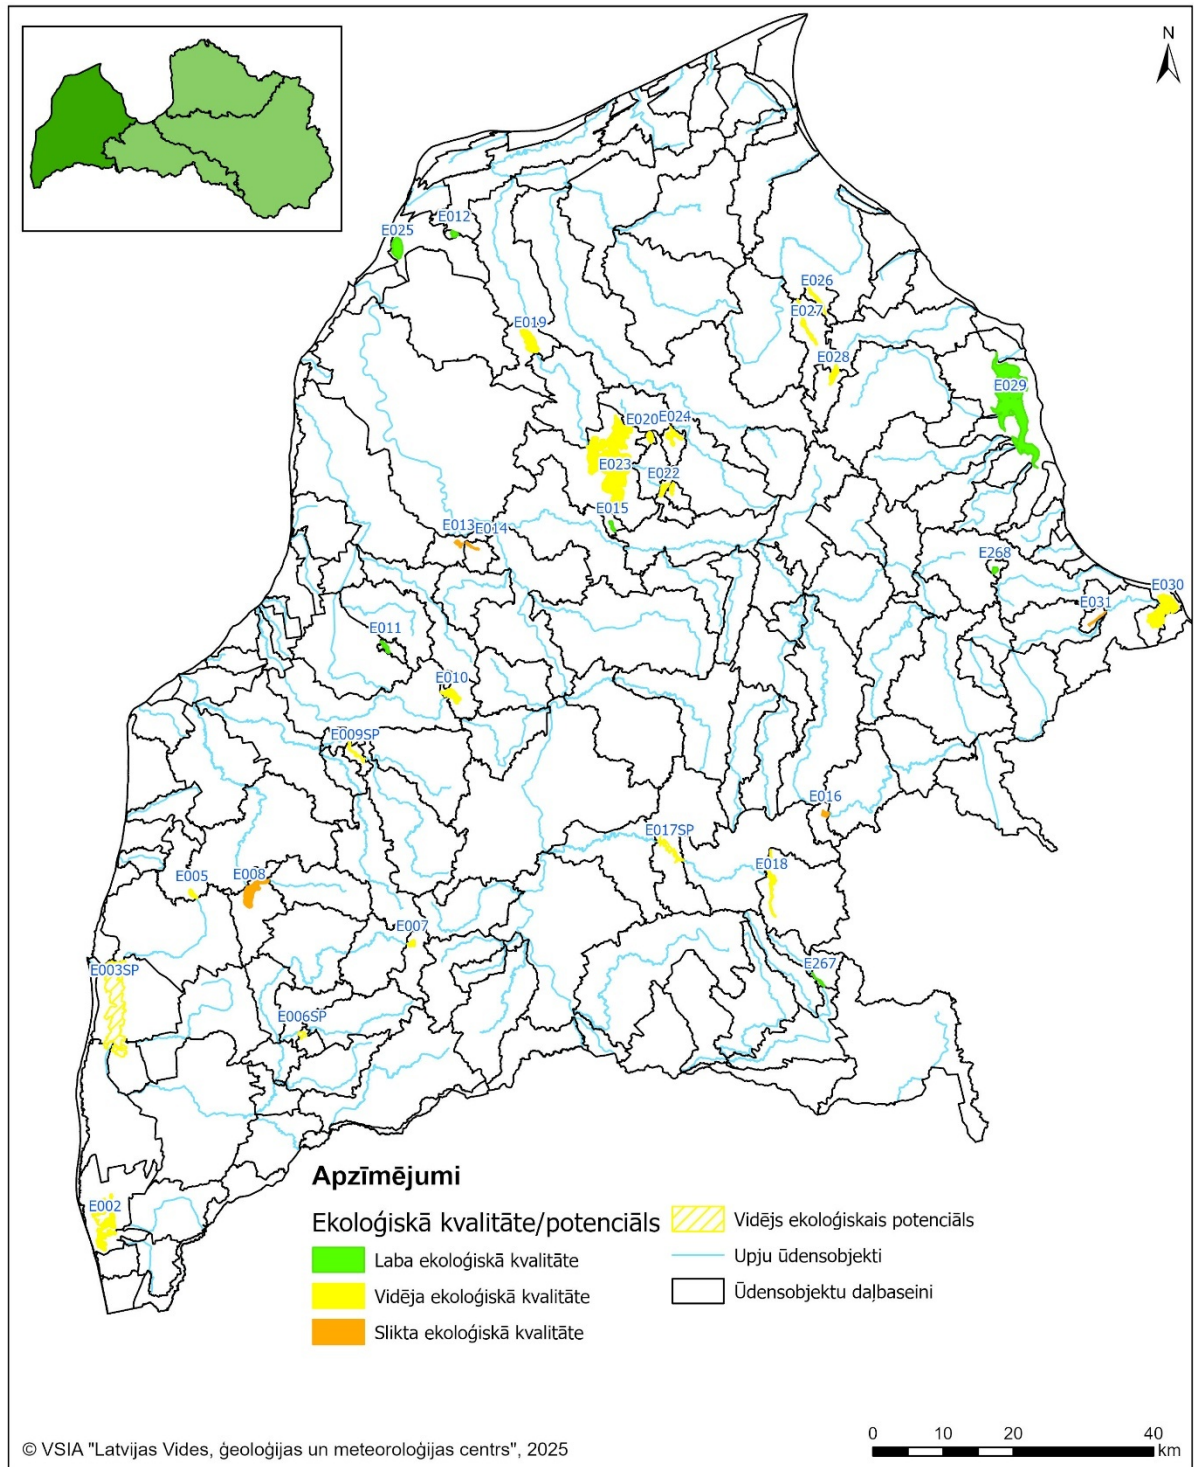 N
E012
E025
E026
E027
E019
E028
E029
E020
E024
E023
E022
E015
E013
E014
E268
E030
E031
E011
E010
E009SP
E016
E017SP
E018
E005
E008
E007
E267
E003SP
E006SP
E002
Apzīmējumi
Ekoloģiskā kvalitāte/potenciāls
Laba ekoloģiskā kvalitāte
Vidēja ekoloģiskā kvalitāte
Slikta ekoloģiskā kvalitāte
Vidējs ekoloģiskais potenciāls
Upju ūdensobjekti
Ūdensobjektu daļbaseini
0 10 20 40
km
© VSIA "Latvijas Vides, ģeoloģijas un meteoroloģijas centrs", 2025